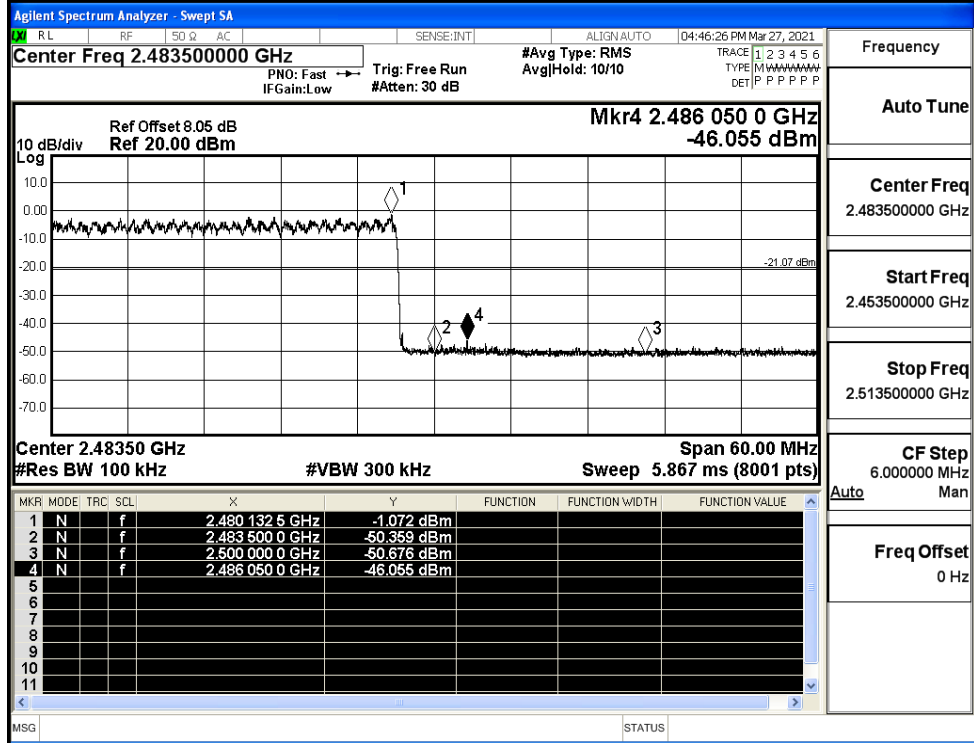 Agilent Spectrum Analyzer - Swept SA
LXI RL RF 50 Ω AC SENSE:INT ALIGN AUTO 04:46:26 PM Mar 27, 2021
Center Freq 2.483500000 GHz
PNO: Fast
IFGain:Low
Trig: Free Run
#Atten: 30 dB
#Avg Type: RMS
Avg|Hold: 10/10
TRACE 1 2 3 4 5 6
TYPE M WWWWW
DET P P P P P P
Mkr4 2.486 050 0 GHz
-46.055 dBm
Ref Offset 8.05 dB
10 dB/div Ref 20.00 dBm
Log
10.0
0.00
-10.0
-20.0
-30.0
-40.0
-50.0
-60.0
-70.0
1
2
4
3
-21.07 dBm
Center 2.48350 GHz Span 60.00 MHz
#Res BW 100 kHz #VBW 300 kHz Sweep 5.867 ms (8001 pts)
MKR MODE TRC SCL X Y FUNCTION FUNCTION WIDTH FUNCTION VALUE
1 N f 2.480 132 5 GHz -1.072 dBm
2 N f 2.483 500 0 GHz -50.359 dBm
3 N f 2.500 000 0 GHz -50.676 dBm
4 N f 2.486 050 0 GHz -46.055 dBm
5
6
7
8
9
10
11
MSG STATUS
Frequency
Auto Tune
Center Freq
2.483500000 GHz
Start Freq
2.453500000 GHz
Stop Freq
2.513500000 GHz
CF Step
6.000000 MHz
Auto Man
Freq Offset
0 Hz